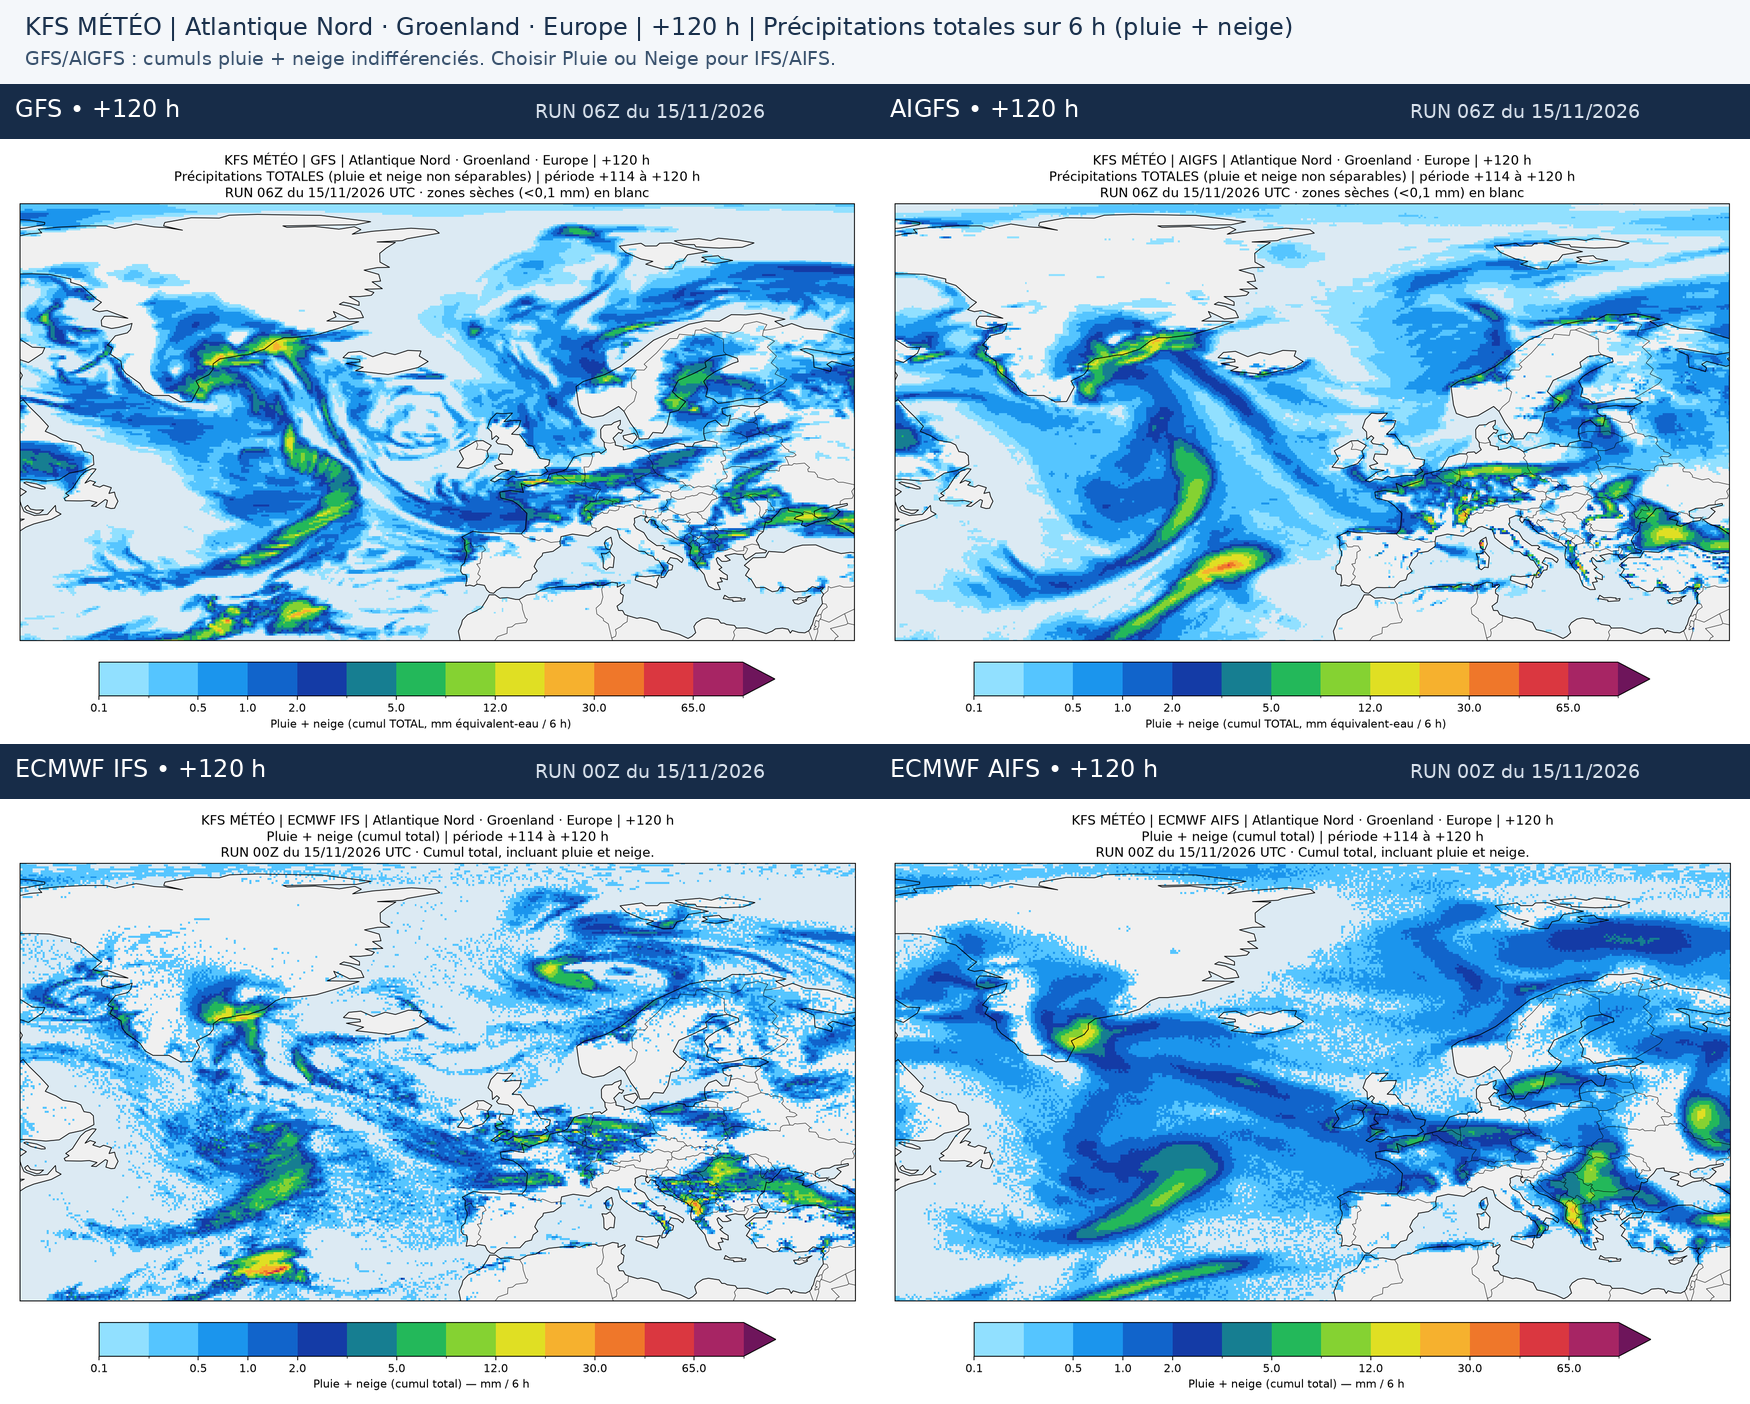 KFS MÉTÉO | Atlantique Nord · Groenland · Europe | +120 h | Précipitations totales sur 6 h (pluie + neige)
GFS/AIGFS : cumuls pluie + neige indifférenciés. Choisir Pluie ou Neige pour IFS/AIFS.
GFS • +120 h
RUN 06Z du 15/11/2026
AIGFS • +120 h
RUN 06Z du 15/11/2026
KFS MÉTÉO | GFS | Atlantique Nord · Groenland · Europe | +120 h
Précipitations TOTALES (pluie et neige non séparables) | période +114 à +120 h
RUN 06Z du 15/11/2026 UTC · zones sèches (<0,1 mm) en blanc
KFS MÉTÉO | AIGFS | Atlantique Nord · Groenland · Europe | +120 h
Précipitations TOTALES (pluie et neige non séparables) | période +114 à +120 h
RUN 06Z du 15/11/2026 UTC · zones sèches (<0,1 mm) en blanc
0.1 0.5 1.0 2.0 5.0 12.0 30.0 65.0
Pluie + neige (cumul TOTAL, mm équivalent-eau / 6 h)
0.1 0.5 1.0 2.0 5.0 12.0 30.0 65.0
Pluie + neige (cumul TOTAL, mm équivalent-eau / 6 h)
ECMWF IFS • +120 h
RUN 00Z du 15/11/2026
ECMWF AIFS • +120 h
RUN 00Z du 15/11/2026
KFS MÉTÉO | ECMWF IFS | Atlantique Nord · Groenland · Europe | +120 h
Pluie + neige (cumul total) | période +114 à +120 h
RUN 00Z du 15/11/2026 UTC · Cumul total, incluant pluie et neige.
KFS MÉTÉO | ECMWF AIFS | Atlantique Nord · Groenland · Europe | +120 h
Pluie + neige (cumul total) | période +114 à +120 h
RUN 00Z du 15/11/2026 UTC · Cumul total, incluant pluie et neige.
0.1 0.5 1.0 2.0 5.0 12.0 30.0 65.0
Pluie + neige (cumul total) — mm / 6 h
0.1 0.5 1.0 2.0 5.0 12.0 30.0 65.0
Pluie + neige (cumul total) — mm / 6 h